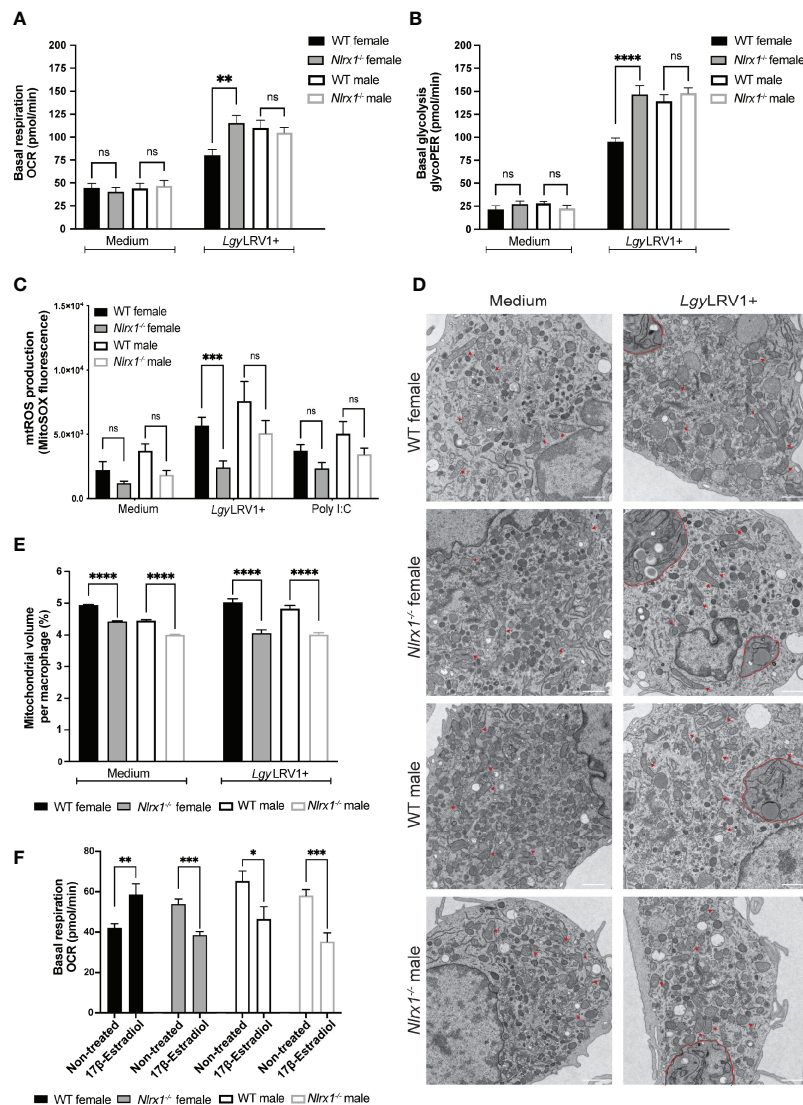 A
200
175
150
125
100
75
50
25
0
Basal respiration
OCR (pmol/min)
ns
ns
**
ns
Medium
LgyLRV1+
WT female
Nlrx1-/- female
WT male
Nlrx1-/- male
B
200
175
150
125
100
75
50
25
0
Basal glycolysis
glycoPER (pmol/min)
ns
ns
****
ns
Medium
LgyLRV1+
WT female
Nlrx1-/- female
WT male
Nlrx1-/- male
C
1.5×10⁴
1.0×10⁴
5.0×10³
0.0
mtROS production
(MitoSOX fluorescence)
WT female
Nlrx1-/- female
WT male
Nlrx1-/- male
ns
ns
***
ns
ns
ns
Medium
LgyLRV1+
Poly I:C
D
Medium
LgyLRV1+
WT female
Nlrx1-/- female
WT male
Nlrx1-/- male
E
6
5
4
3
2
1
0
Mitochondrial volume
per macrophage (%)
****
****
****
****
Medium
LgyLRV1+
WT female
Nlrx1-/- female
WT male
Nlrx1-/- male
F
80
60
40
20
0
Basal respiration
OCR (pmol/min)
**
***
*
***
Non-treated
17β-Estradiol
Non-treated
17β-Estradiol
Non-treated
17β-Estradiol
Non-treated
17β-Estradiol
WT female
Nlrx1-/- female
WT male
Nlrx1-/- male